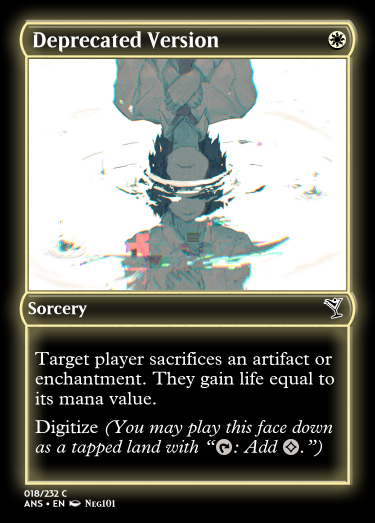 Deprecated Version
Sorcery
Target player sacrifices an artifact or
enchantment. They gain life equal to
its mana value.
Digitize (You may play this face down
as a tapped land with “: Add .”)
018/232 C
ANS • EN Neg101